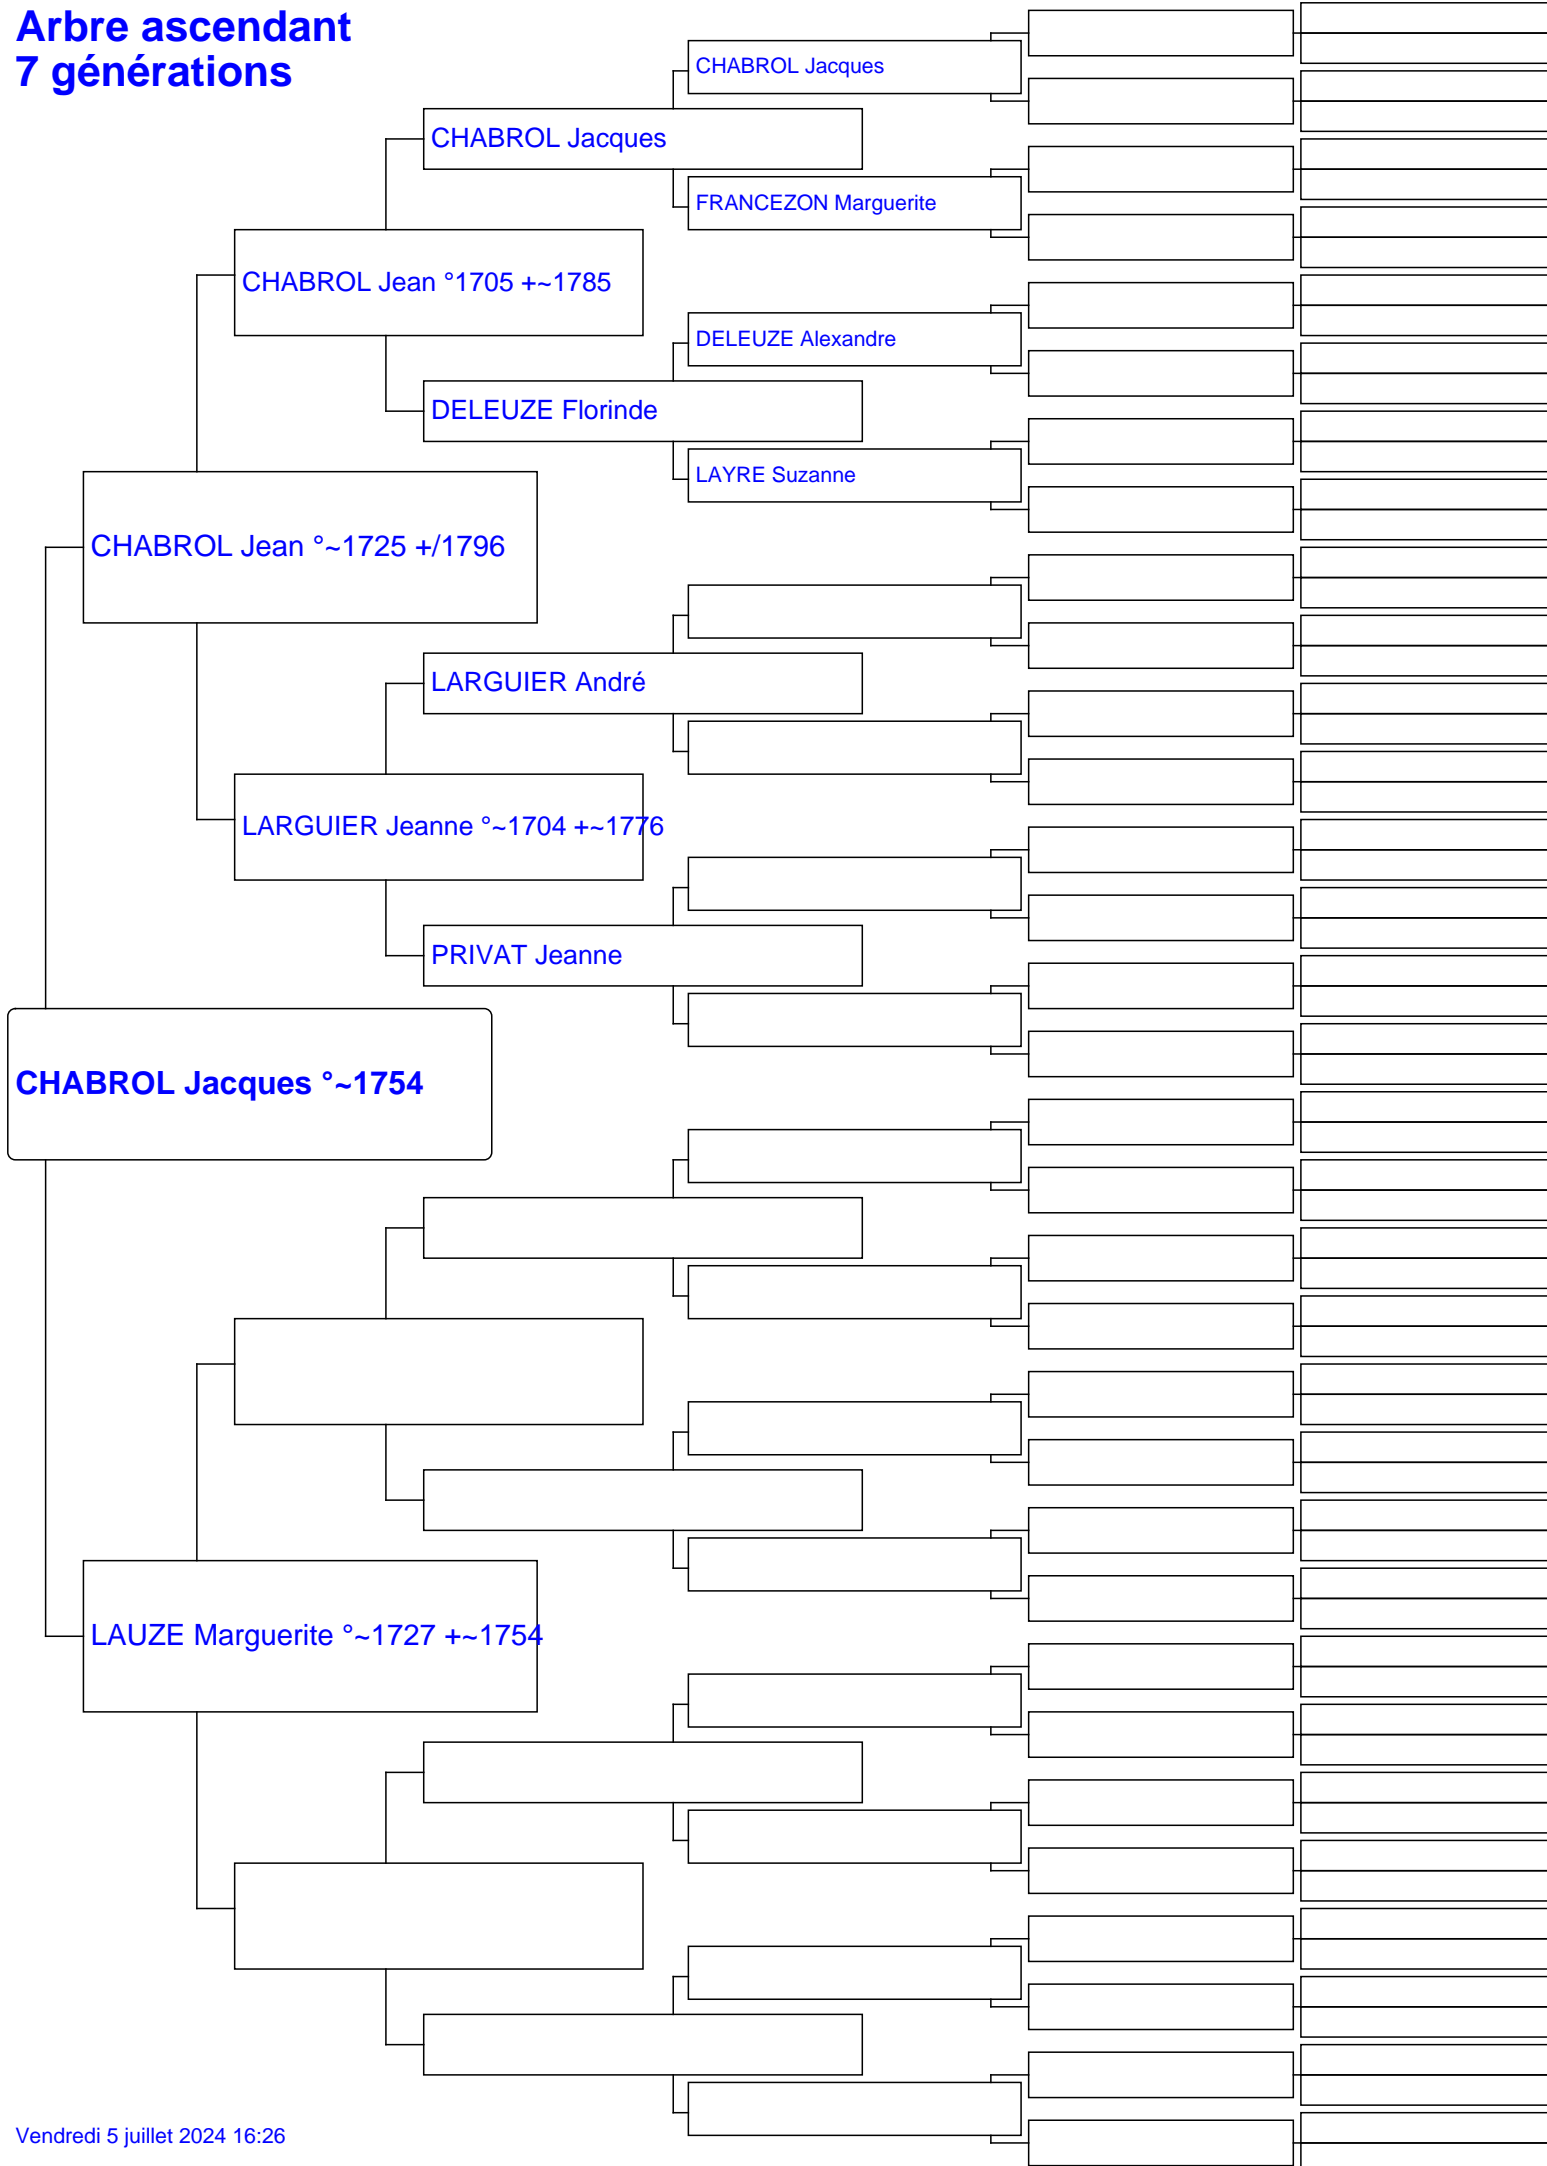 Arbre ascendant
7 générations
CHABROL Jacques
CHABROL Jacques
FRANCEZON Marguerite
CHABROL Jean °1705 +~1785
DELEUZE Alexandre
DELEUZE Florinde
LAYRE Suzanne
CHABROL Jean °~1725 +/1796
LARGUIER André
LARGUIER Jeanne °~1704 +~1776
PRIVAT Jeanne
CHABROL Jacques °~1754
LAUZE Marguerite °~1727 +~1754
Vendredi 5 juillet 2024 16:26